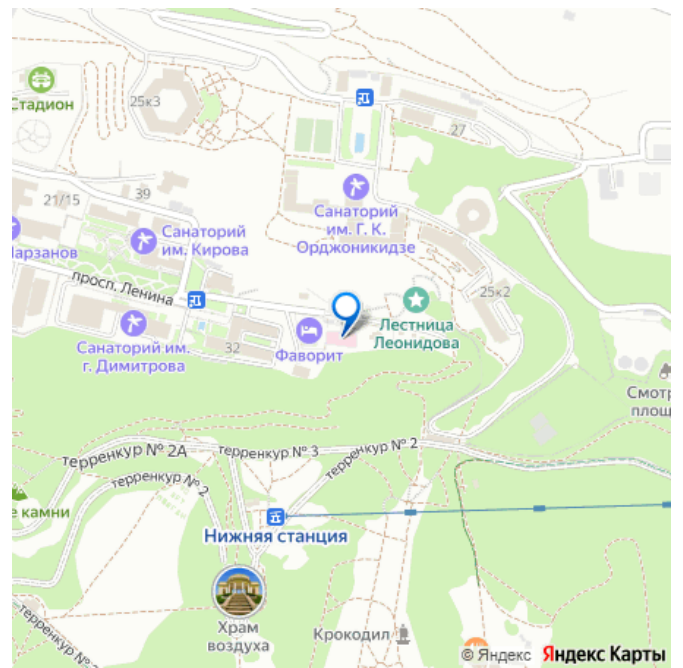 25к3
Стадион
27
39
21/15
Санаторий
им. Г. К.
Орджоникидзе
Санаторий
им. Кирова
Нарзанов
просп. Ленина
25к2
Лестница
Леонидова
Санаторий им.
г. Димитрова
32
Фаворит
Смотр
площ
терренкур № 2А
терренкур № 3
терренкур № 2
терренкур № 2
е камни
Нижняя станция
Храм
воздуха
Крокодил
© Яндекс Яндекс Карты